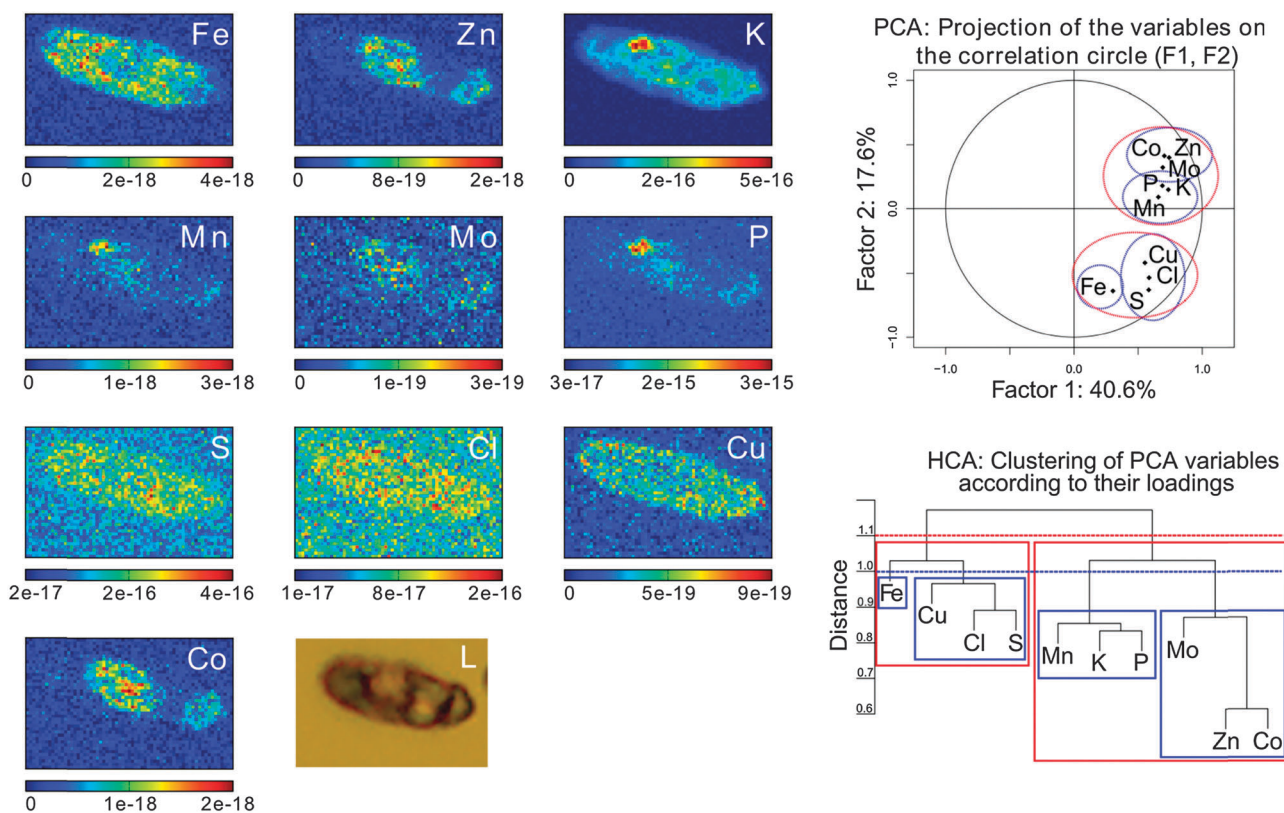 Fe
0 2e-18 4e-18
Zn
0 8e-19 2e-18
K
0 2e-16 5e-16
Mn
0 1e-18 3e-18
Mo
0 1e-19 3e-19
P
3e-17 2e-15 3e-15
S
2e-17 2e-16 4e-16
Cl
1e-17 8e-17 2e-16
Cu
0 5e-19 9e-19
Co
0 1e-18 2e-18
L
PCA: Projection of the variables on
the correlation circle (F1, F2)
Factor 2: 17.6%
1.0
0.0
-1.0
Co Zn
Mo
P K
Mn
Cu
Cl
Fe
S
-1.0 0.0 1.0
Factor 1: 40.6%
HCA: Clustering of PCA variables
according to their loadings
Distance
1.1
1.0
0.9
0.8
0.7
0.6
Fe
Cu
Cl S
Mn K P
Mo
Zn Co